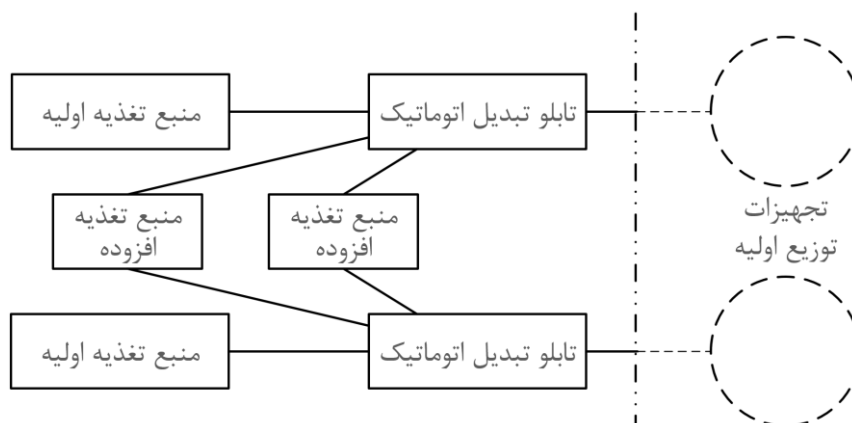 تابلو تبدیل اتوماتیک
منبع تغذیه اولیه
منبع تغذیه
افزوده
منبع تغذیه
افزوده
تجهیزات
توزیع اولیه
تابلو تبدیل اتوماتیک
منبع تغذیه اولیه